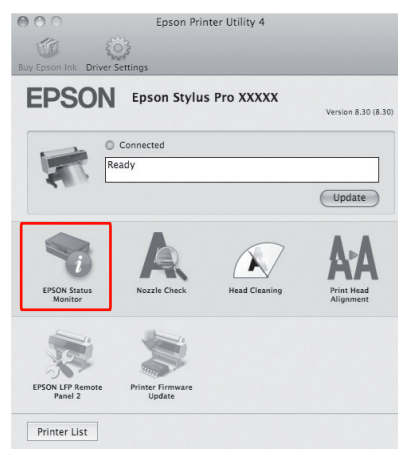 Epson Printer Utility 4
Buy Epson Ink Driver Settings
EPSON Epson Stylus Pro XXXXX
Version 8.30 (8.30)
Connected
Ready
Update
EPSON Status
Monitor
Nozzle Check
Head Cleaning
Print Head
Alignment
EPSON LFP Remote
Panel 2
Printer Firmware
Update
Printer List